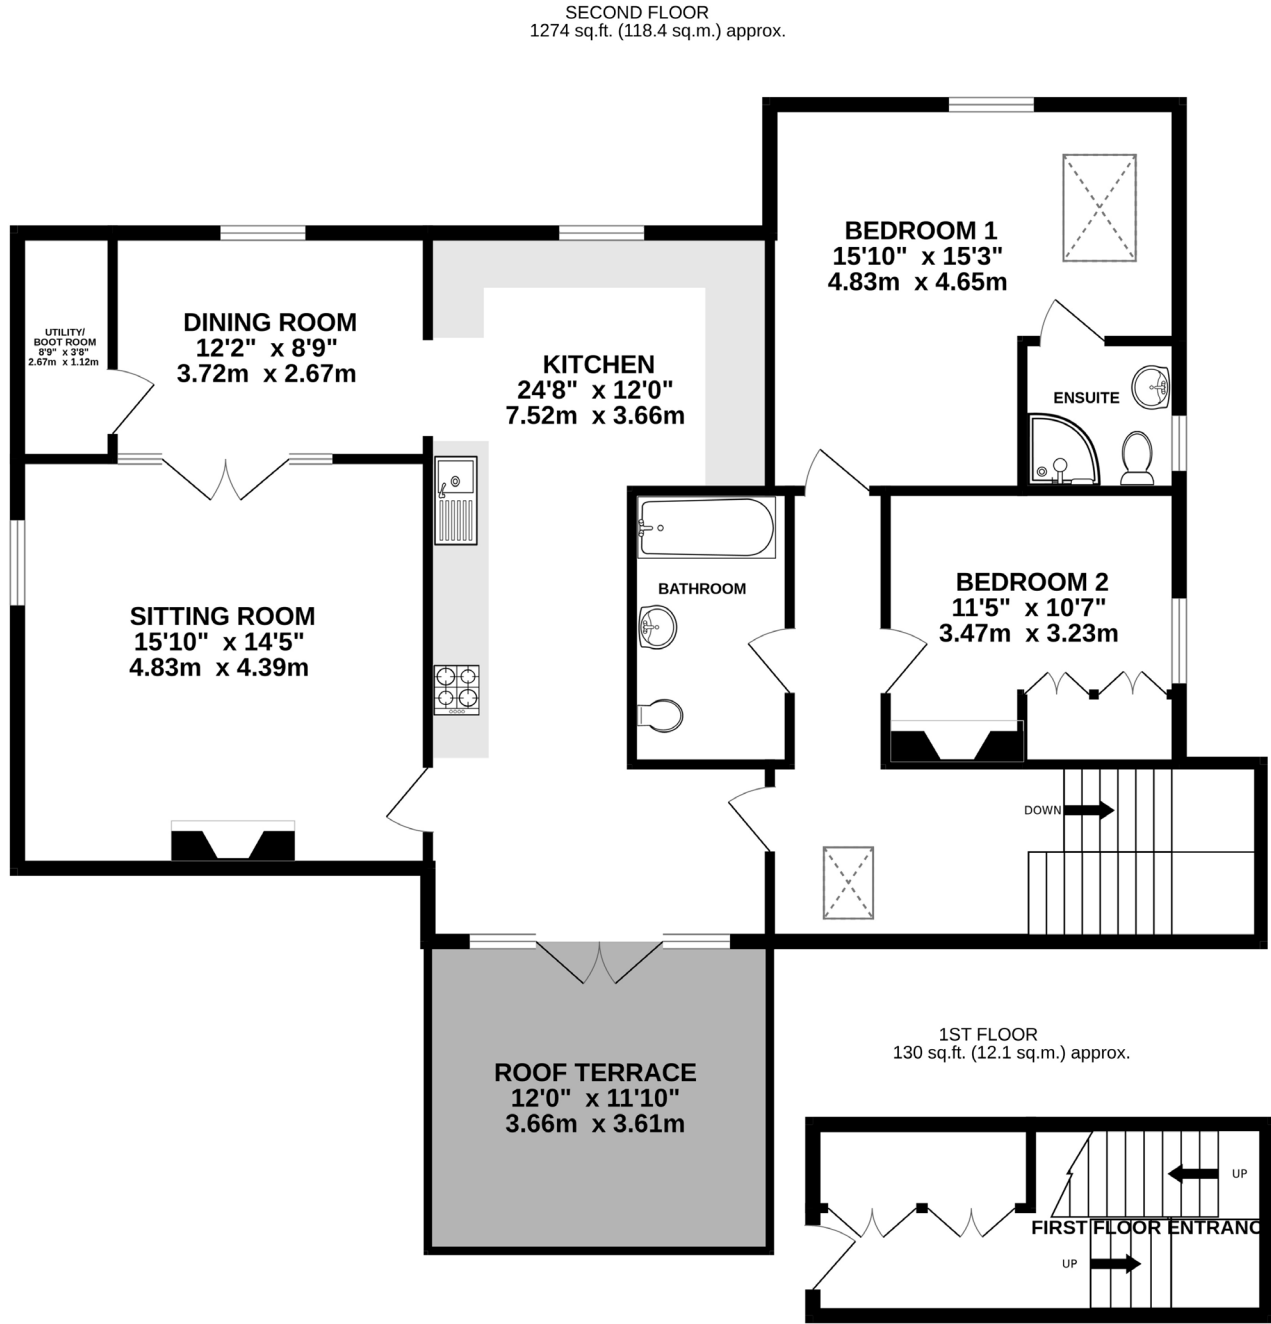 SECOND FLOOR
1274 sq.ft. (118.4 sq.m.) approx.
BEDROOM 1
15'10" x 15'3"
4.83m x 4.65m
UTILITY/
BOOT ROOM
8'9" x 3'8"
2.67m x 1.12m
DINING ROOM
12'2" x 8'9"
3.72m x 2.67m
KITCHEN
24'8" x 12'0"
7.52m x 3.66m
ENSUITE
SITTING ROOM
15'10" x 14'5"
4.83m x 4.39m
BATHROOM
BEDROOM 2
11'5" x 10'7"
3.47m x 3.23m
DOWN
ROOF TERRACE
12'0" x 11'10"
3.66m x 3.61m
1ST FLOOR
130 sq.ft. (12.1 sq.m.) approx.
UP
FIRST FLOOR ENTRANC
UP